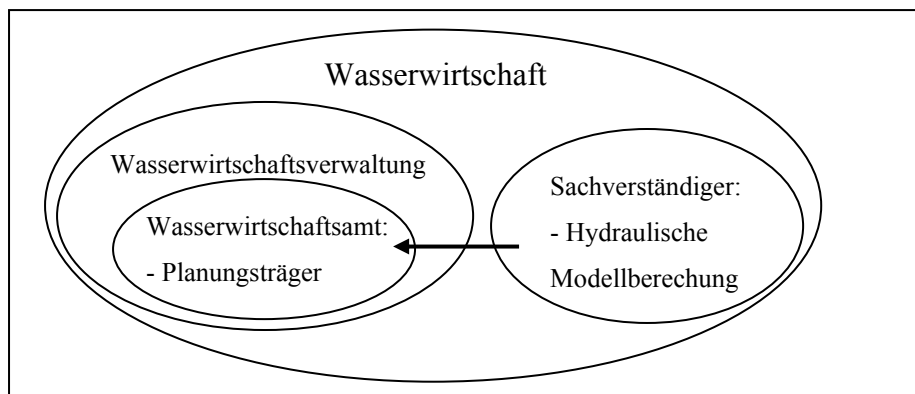 Wasserwirtschaft
Wasserwirtschaftsverwaltung
Wasserwirtschaftsamt:
- Planungsträger
Sachverständiger:
- Hydraulische
Modellberechung